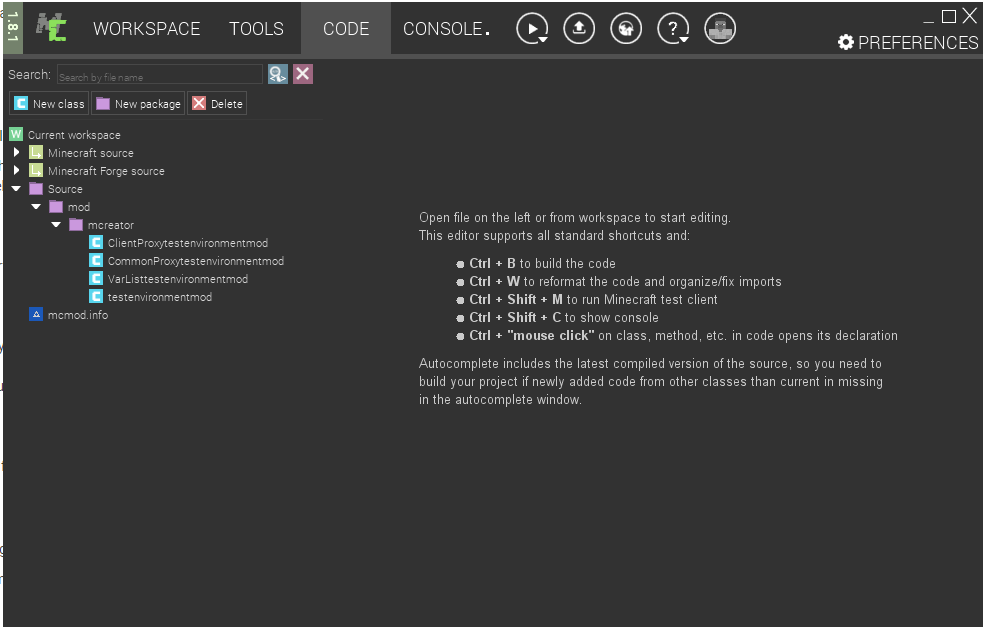 1.8.1
WORKSPACE TOOLS CODE CONSOLE.
? PREFERENCES
Search: Search by file name
New class New package Delete
W Current workspace
Minecraft source
Minecraft Forge source
Source
mod
mcreator
C ClientProxytestenvironmentmod
C CommonProxytestenvironmentmod
C VarListtestenvironmentmod
C testenvironmentmod
mcmod.info
Open file on the left or from workspace to start editing.
This editor supports all standard shortcuts and:
● Ctrl + B to build the code
● Ctrl + W to reformat the code and organize/fix imports
● Ctrl + Shift + M to run Minecraft test client
● Ctrl + Shift + C to show console
● Ctrl + "mouse click" on class, method, etc. in code opens its declaration
Autocomplete includes the latest compiled version of the source, so you need to
build your project if newly added code from other classes than current in missing
in the autocomplete window.